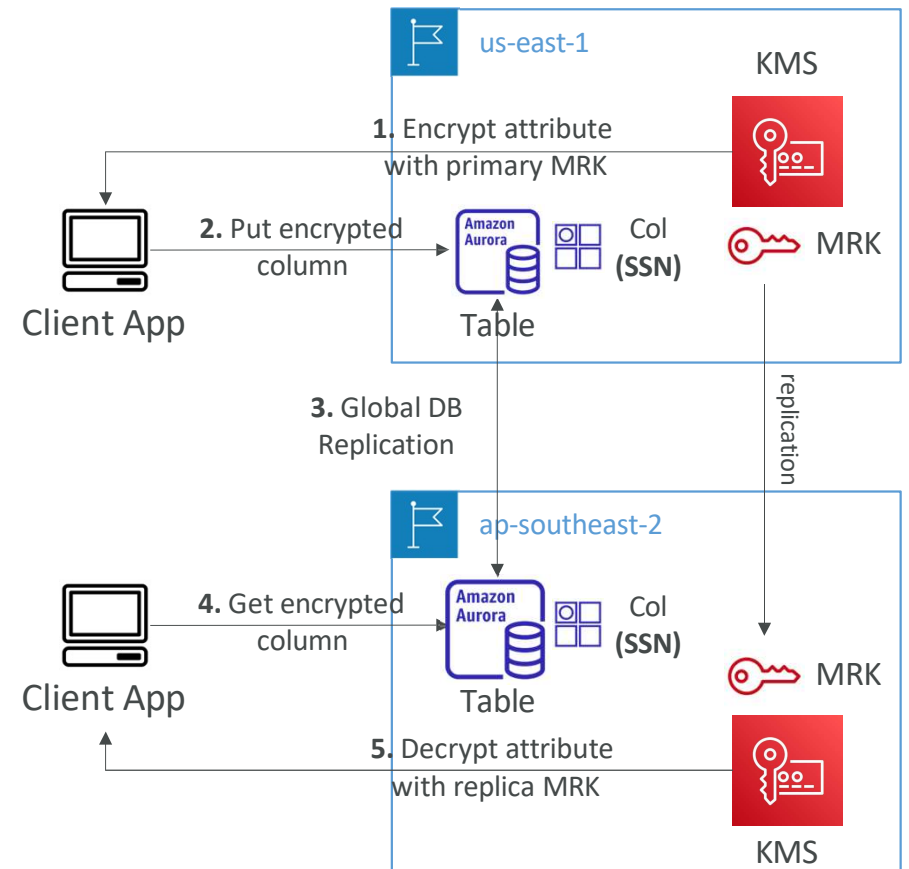 us-east-1
KMS
1. Encrypt attribute
with primary MRK
2. Put encrypted
column
Amazon
Aurora
Col
(SSN)
MRK
Client App
Table
3. Global DB
Replication
replication
ap-southeast-2
4. Get encrypted
column
Amazon
Aurora
Col
(SSN)
MRK
Client App
Table
5. Decrypt attribute
with replica MRK
KMS